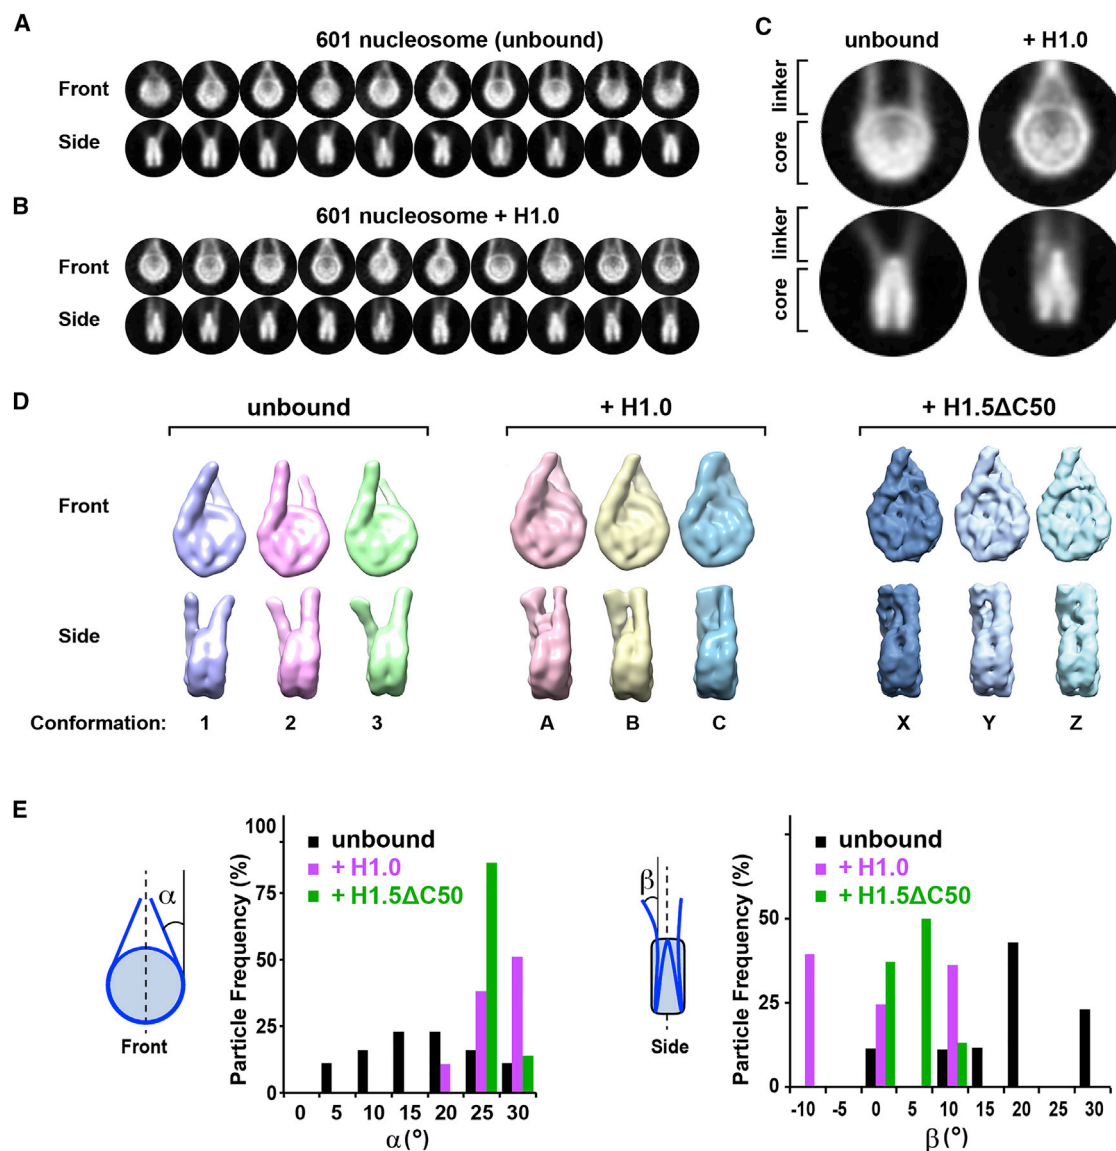 A
601 nucleosome (unbound)
Front
Side
B
601 nucleosome + H1.0
Front
Side
C
unbound
+ H1.0
linker
core
linker
core
D
unbound
+ H1.0
+ H1.5ΔC50
Front
Side
Conformation:
1
2
3
A
B
C
X
Y
Z
E
α
Front
Particle Frequency (%)
100
75
50
25
0
unbound
+ H1.0
+ H1.5ΔC50
0 5 10 15 20 25 30
α(°)
β
Side
Particle Frequency (%)
50
25
0
unbound
+ H1.0
+ H1.5ΔC50
-10 -5 0 5 10 15 20 25 30
β(°)